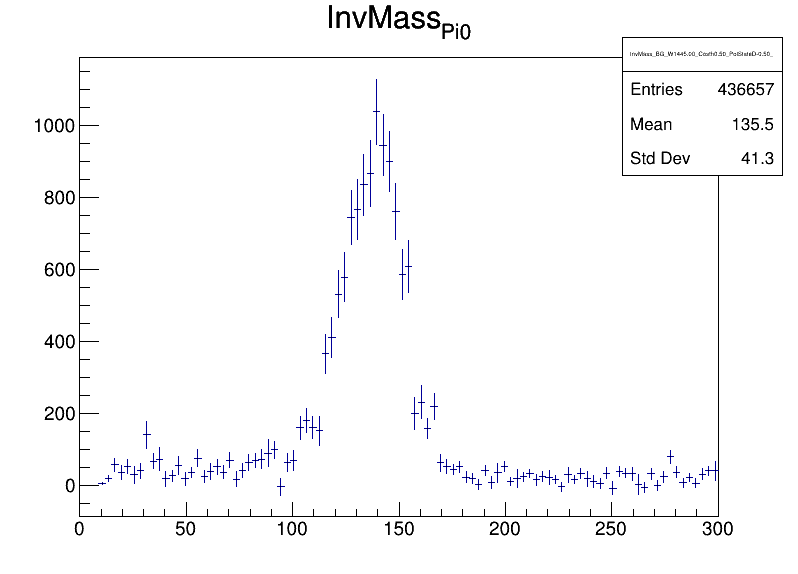 InvMass_Pi0
InvMass_BG_W1445.00_Costh0.50_PolStateD-0.50_
Entries 436657
Mean 135.5
Std Dev 41.3
1000
800
600
400
200
0
0 50 100 150 200 250 300